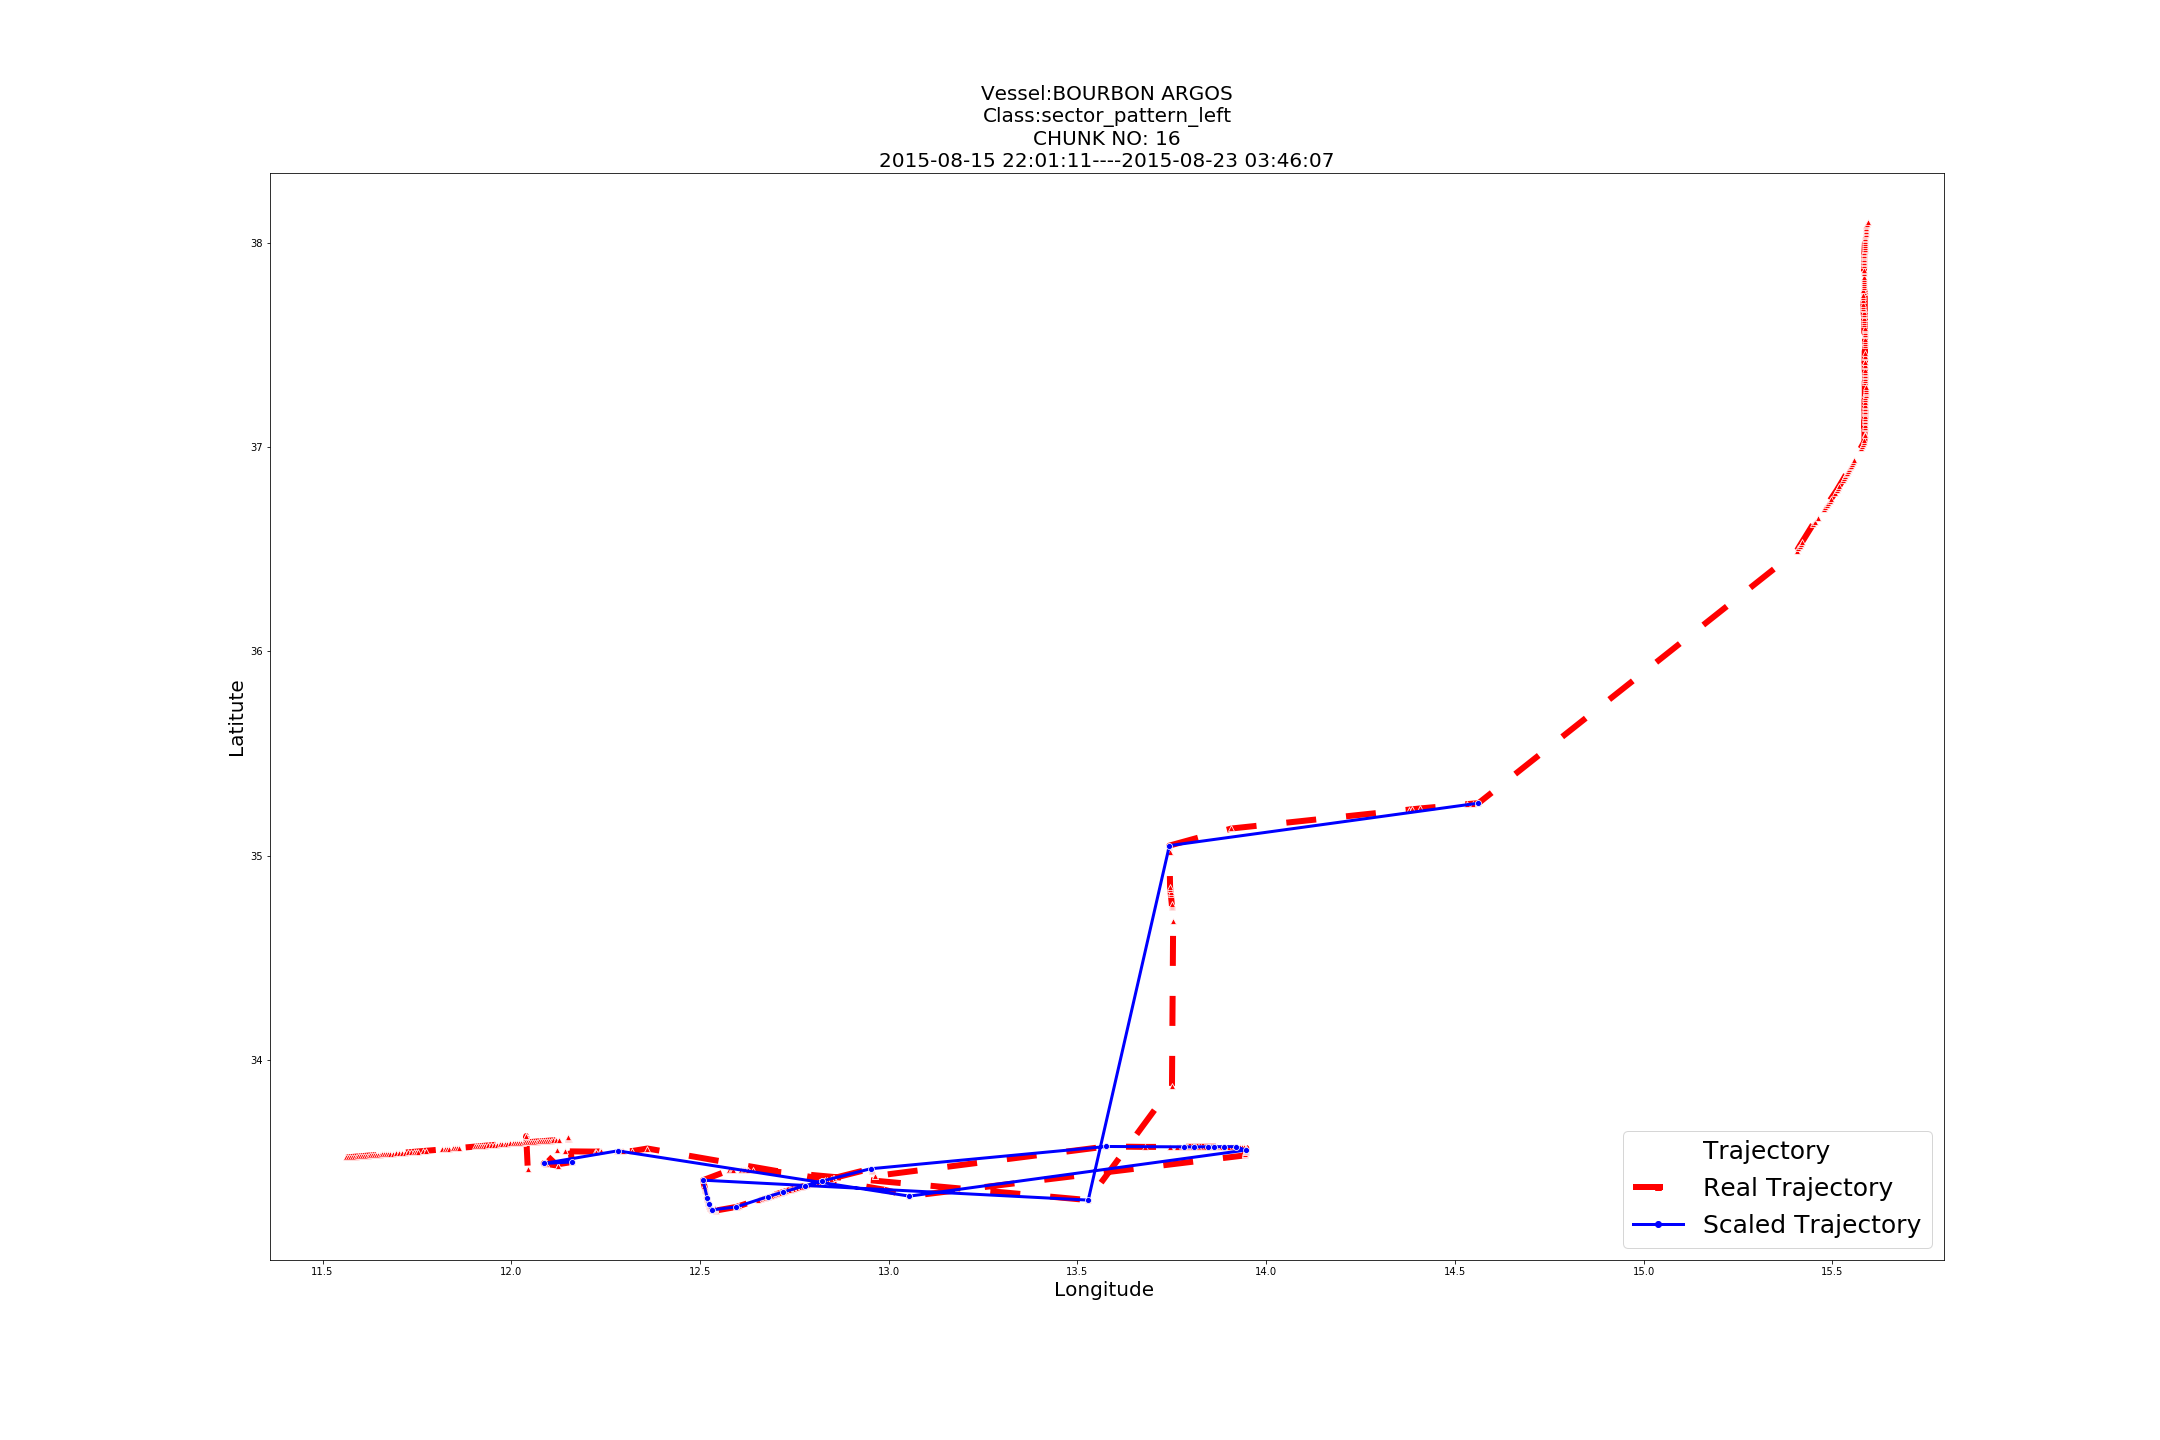 Vessel:BOURBON ARGOS
Class:sector_pattern_left
CHUNK NO: 16
2015-08-15 22:01:11----2015-08-23 03:46:07
38
37
36
35
34
Latitute
11.5 12.0 12.5 13.0 13.5 14.0 14.5 15.0 15.5
Longitude
Trajectory
Real Trajectory
Scaled Trajectory